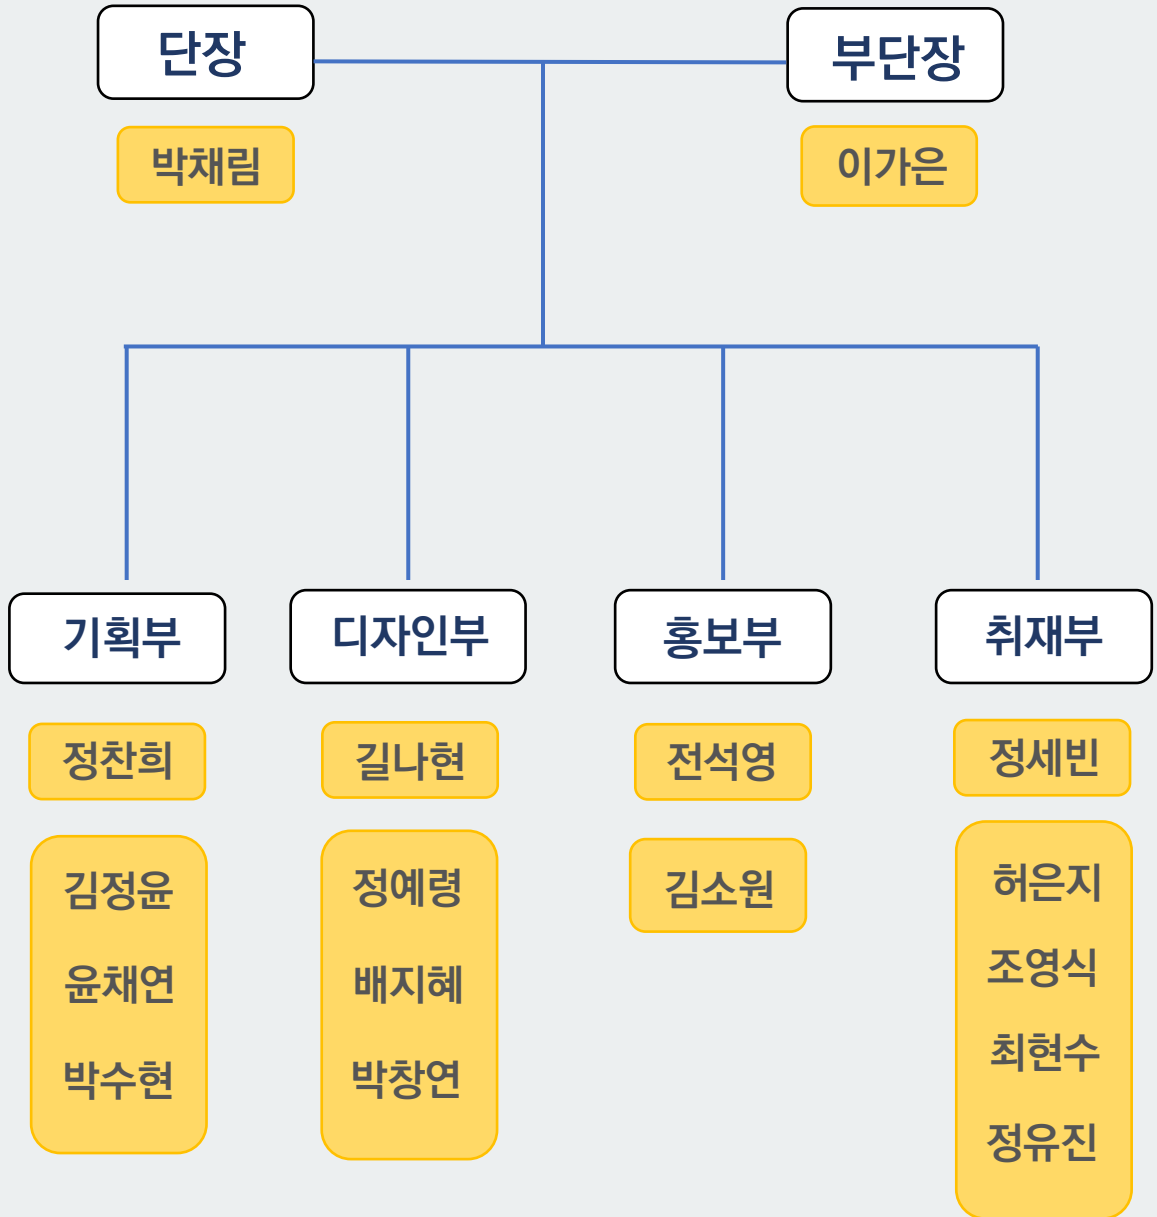 단장
부단장
박채림
이가은
기획부
디자인부
홍보부
취재부
정찬희
길나현
전석영
정세빈
김정윤
윤채연
박수현
정예령
배지혜
박창연
김소원
허은지
조영식
최현수
정유진